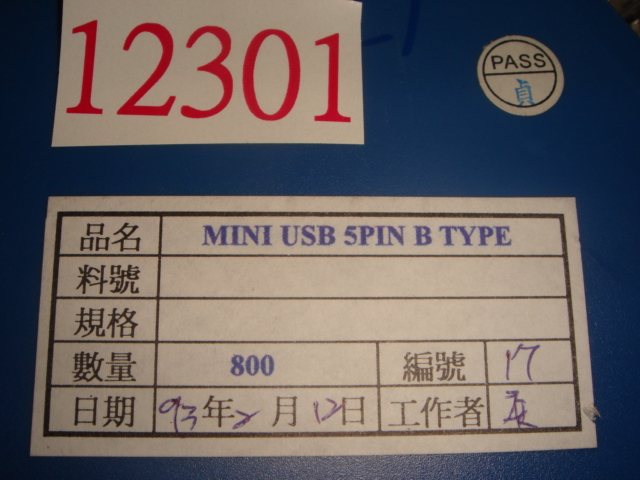 12301
PASS
貞
品名 MINI USB 5PIN B TYPE
料號
規格
數量 800 編號 17
日期 93年2月12日 工作者